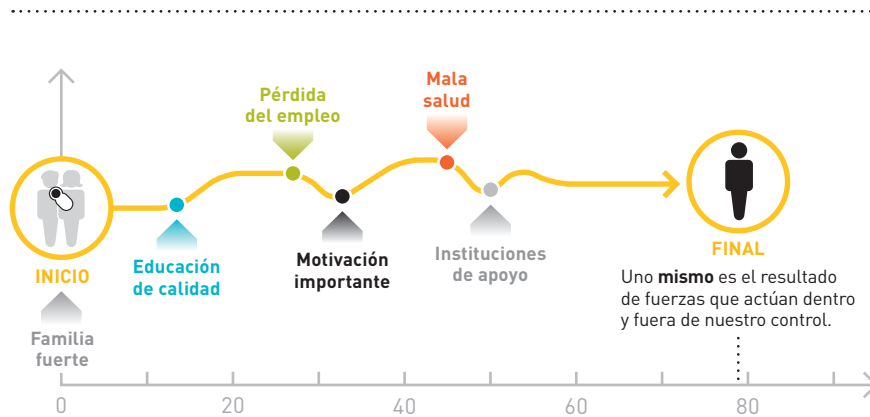 Mala
salud
Pérdida
del empleo
INICIO
Educación
de calidad
Motivación
importante
Instituciones
de apoyo
FINAL
Uno mismo es el resultado
de fuerzas que actúan dentro
y fuera de nuestro control.
Familia
fuerte
0
20
40
60
80